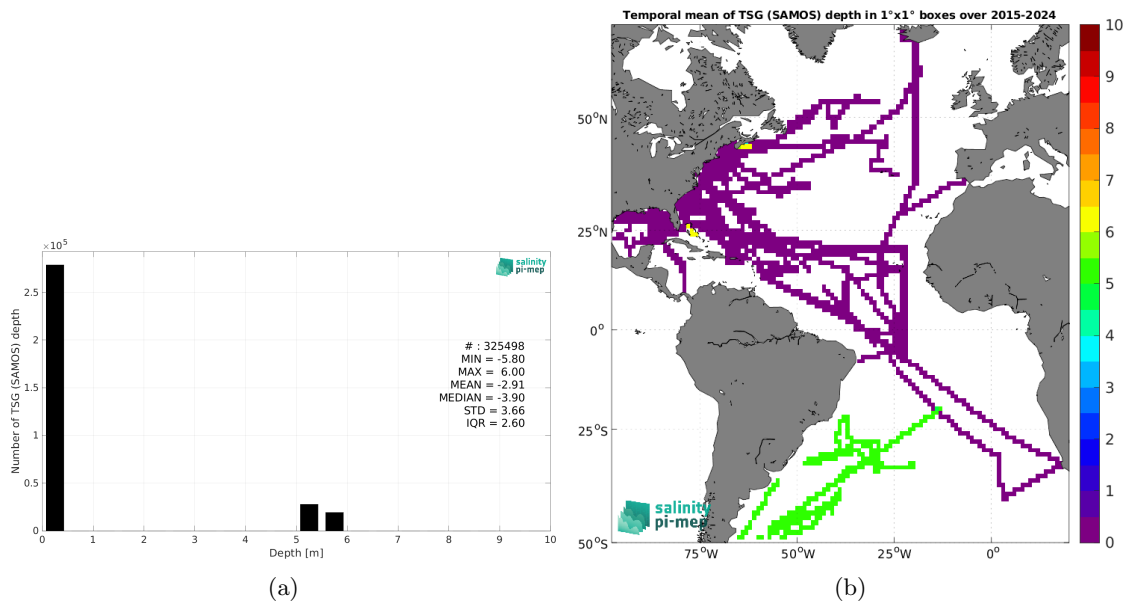 Temporal mean of TSG (SAMOS) depth in 1°x1° boxes over 2015-2024
×10⁵
2.5
2
1.5
1
0.5
0
Number of TSG (SAMOS) depth
salinity
pi-mep
# : 325498
MIN = -5.80
MAX = 6.00
MEAN = -2.91
MEDIAN = -3.90
STD = 3.66
IQR = 2.60
0 1 2 3 4 5 6 7 8 9 10
Depth [m]
(a)
50°N
25°N
0°
25°S
50°S
75°W 50°W 25°W 0°
salinity
pi-mep
10
9
8
7
6
5
4
3
2
1
0
(b)